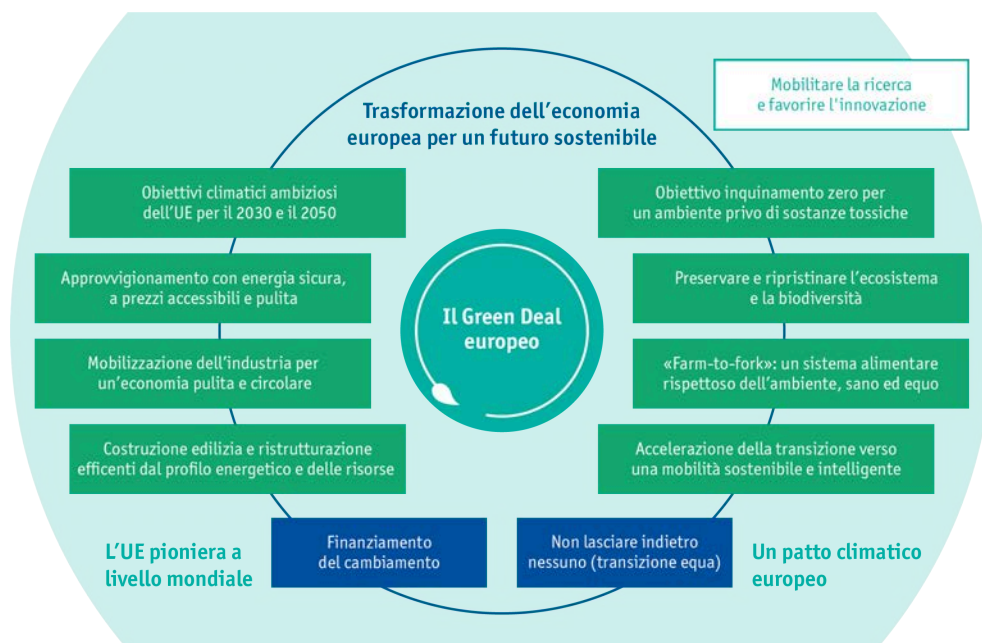 Mobilitare la ricerca
e favorire l'innovazione
Trasformazione dell'economia
europea per un futuro sostenibile
Obiettivi climatici ambiziosi
dell'UE per il 2030 e il 2050
Obiettivo inquinamento zero per
un ambiente privo di sostanze tossiche
Approvvigionamento con energia sicura,
a prezzi accessibili e pulita
Preservare e ripristinare l'ecosistema
e la biodiversità
Il Green Deal
europeo
Mobilizzazione dell'industria per
un'economia pulita e circolare
«Farm-to-fork»: un sistema alimentare
rispettoso dell'ambiente, sano ed equo
Costruzione edilizia e ristrutturazione
efficenti dal profilo energetico e delle risorse
Accelerazione della transizione verso
una mobilità sostenibile e intelligente
L'UE pioniera a
livello mondiale
Finanziamento
del cambiamento
Non lasciare indietro
nessuno (transizione equa)
Un patto climatico
europeo